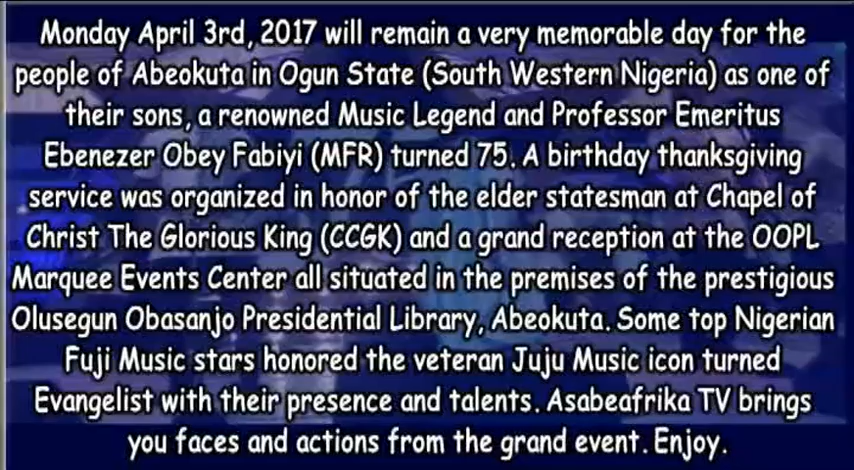 Monday April 3rd, 2017 will remain a very memorable day for the
people of Abeokuta in Ogun State (South Western Nigeria) as one of
their sons, a renowned Music Legend and Professor Emeritus
Ebenezer Obey Fabiyi (MFR) turned 75. A birthday thanksgiving
service was organized in honor of the elder statesman at Chapel of
Christ The Glorious King (CCGK) and a grand reception at the OOPL
Marquee Events Center all situated in the premises of the prestigious
Olusegun Obasanjo Presidential Library, Abeokuta. Some top Nigerian
Fuji Music stars honored the veteran Juju Music icon turned
Evangelist with their presence and talents. Asabeafrika TV brings
you faces and actions from the grand event. Enjoy.